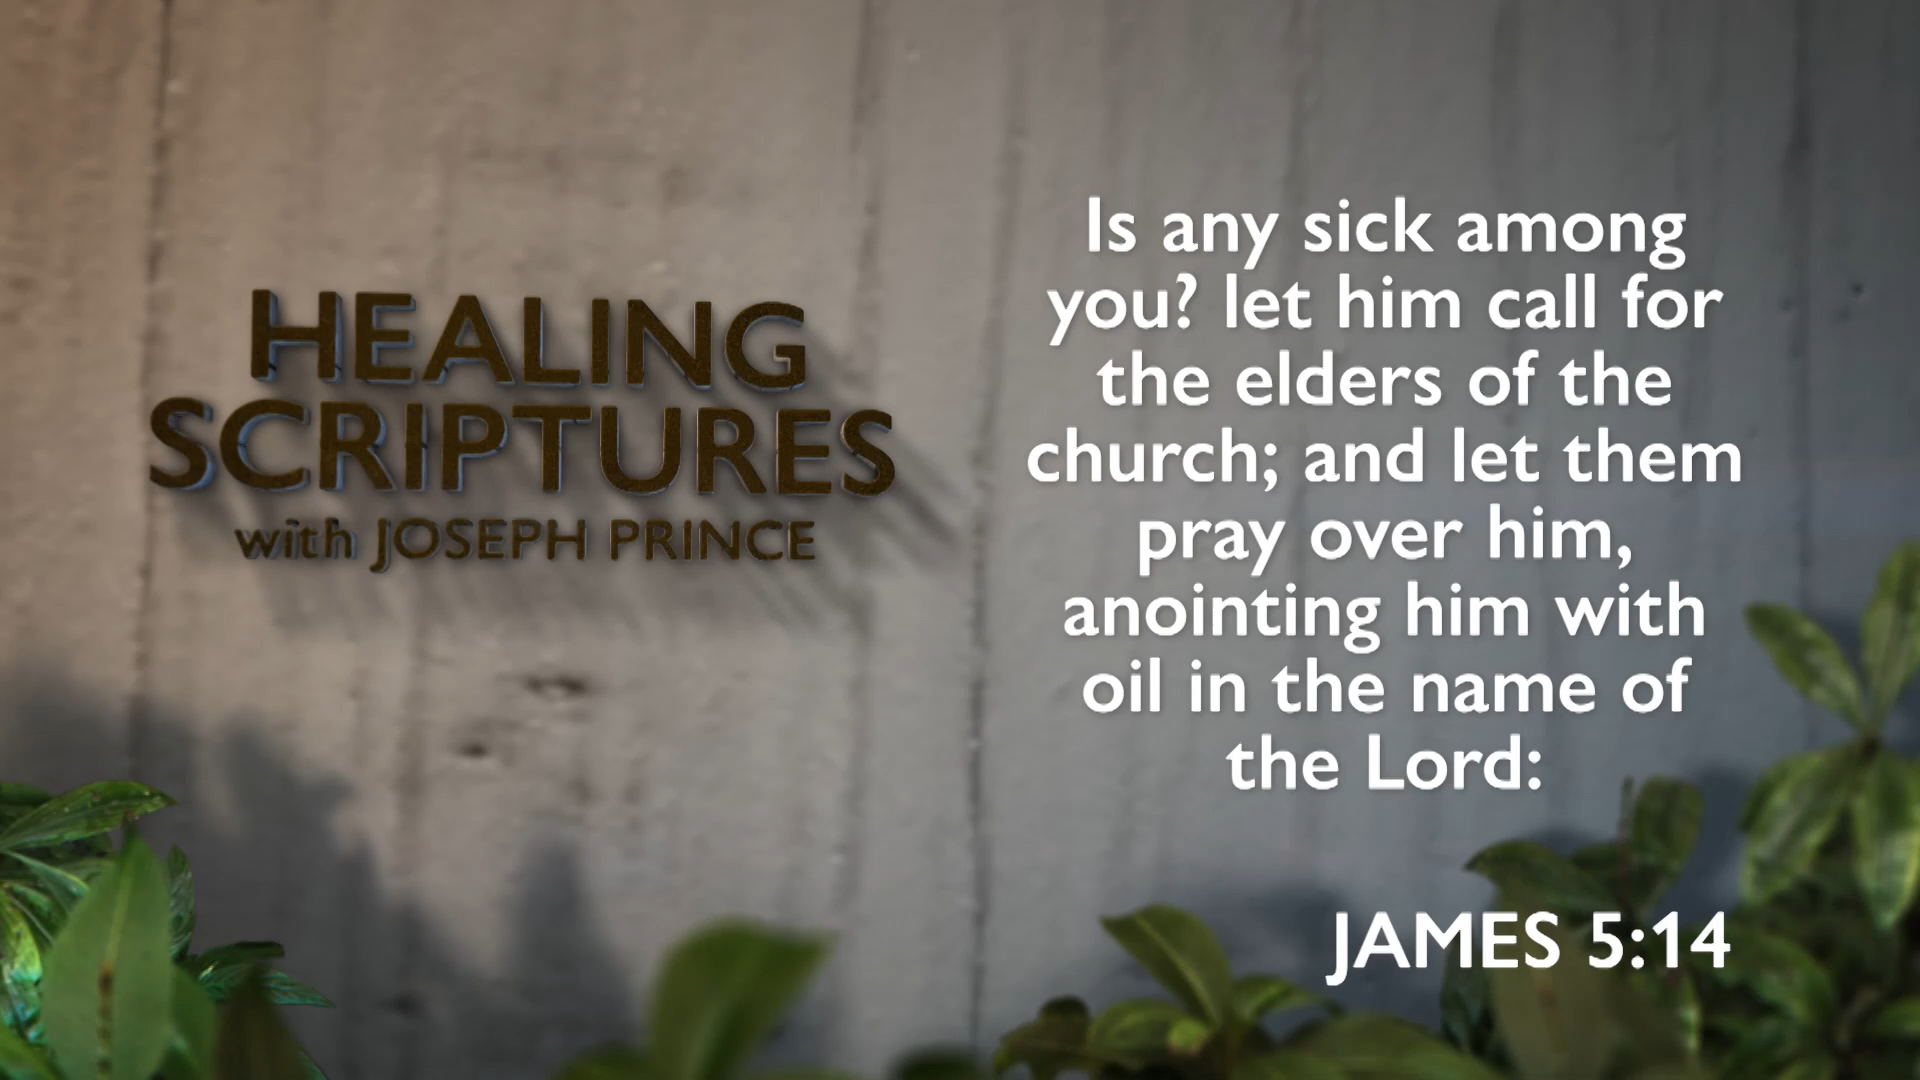 HEALING
SCRIPTURES
with JOSEPH PRINCE
Is any sick among
you? let him call for
the elders of the
church; and let them
pray over him,
anointing him with
oil in the name of
the Lord:
JAMES 5:14